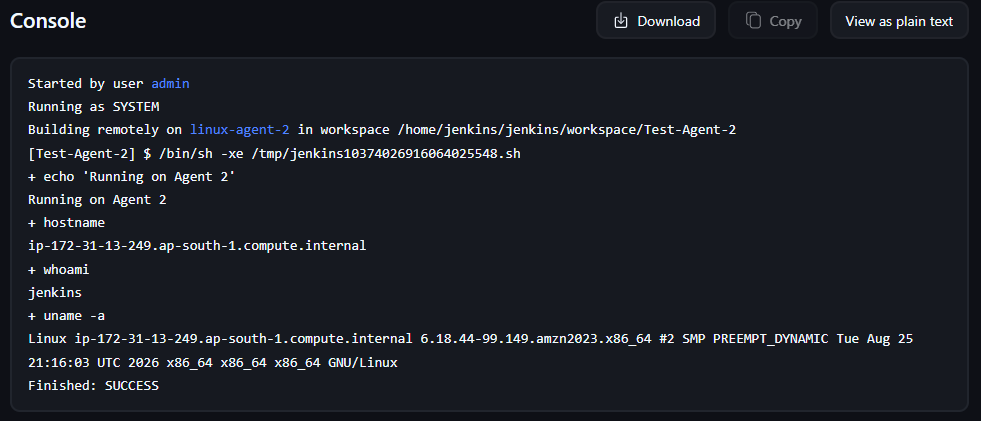 Console
Download
Copy
View as plain text
Started by user admin
Running as SYSTEM
Building remotely on linux-agent-2 in workspace /home/jenkins/jenkins/workspace/Test-Agent-2
[Test-Agent-2] $ /bin/sh -xe /tmp/jenkins10374026916064025548.sh
+ echo 'Running on Agent 2'
Running on Agent 2
+ hostname
ip-172-31-13-249.ap-south-1.compute.internal
+ whoami
jenkins
+ uname -a
Linux ip-172-31-13-249.ap-south-1.compute.internal 6.18.44-99.149.amzn2023.x86_64 #2 SMP PREEMPT_DYNAMIC Tue Aug 25
21:16:03 UTC 2026 x86_64 x86_64 x86_64 GNU/Linux
Finished: SUCCESS